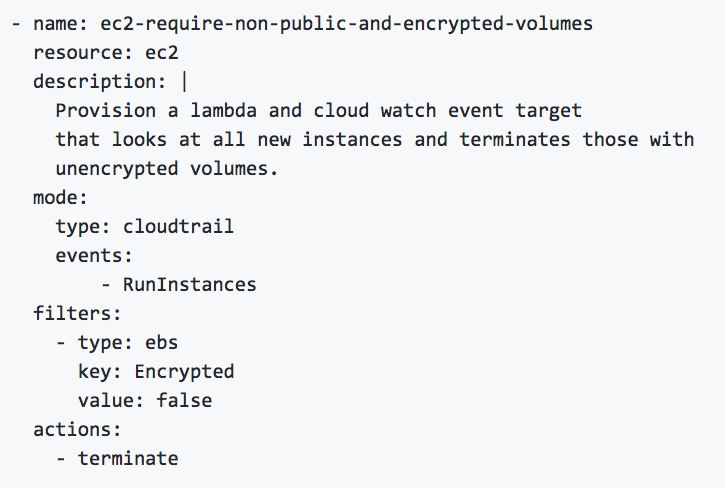 - name: ec2-require-non-public-and-encrypted-volumes
  resource: ec2
  description: |
    Provision a lambda and cloud watch event target
    that looks at all new instances and terminates those with
    unencrypted volumes.
  mode:
    type: cloudtrail
    events:
        - RunInstances
  filters:
    - type: ebs
      key: Encrypted
      value: false
  actions:
    - terminate